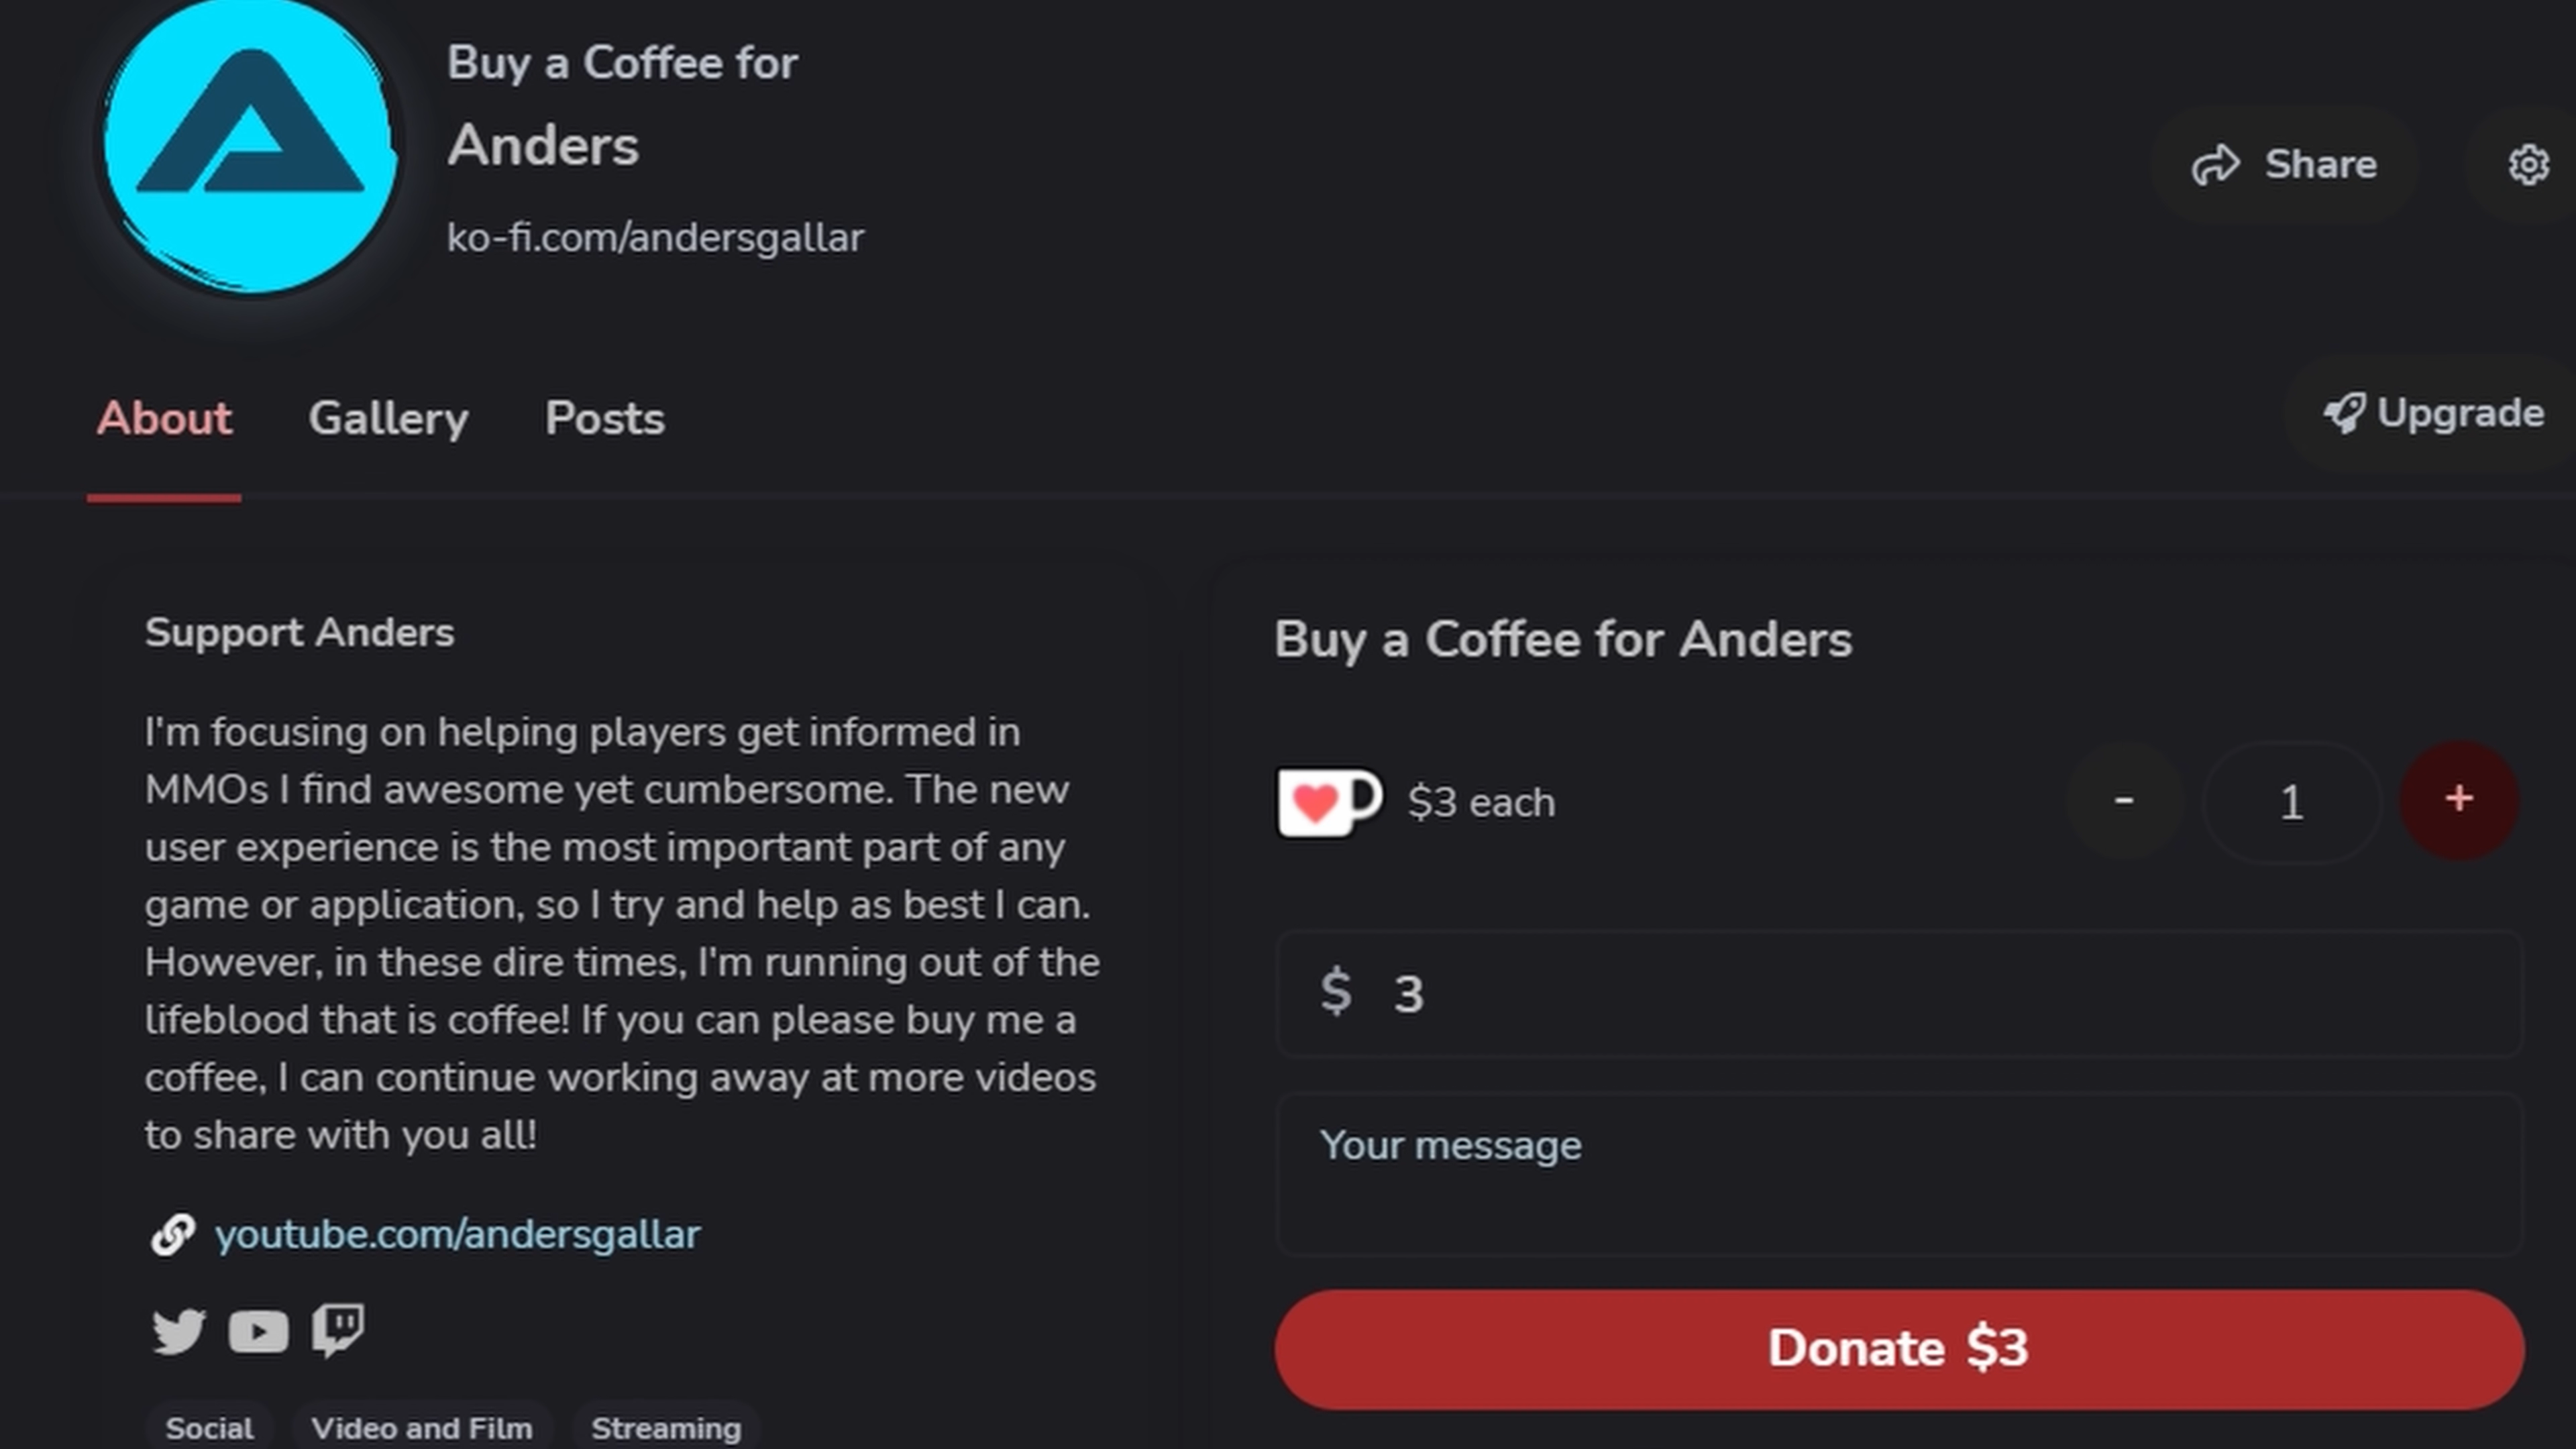 Buy a Coffee for
Anders
ko-fi.com/andersgallar
Share
About
Gallery
Posts
Upgrade
Support Anders
I'm focusing on helping players get informed in
MMOs I find awesome yet cumbersome. The new
user experience is the most important part of any
game or application, so I try and help as best I can.
However, in these dire times, I'm running out of the
lifeblood that is coffee! If you can please buy me a
coffee, I can continue working away at more videos
to share with you all!
youtube.com/andersgallar
Social
Video and Film
Streaming
Buy a Coffee for Anders
$3 each
- 1 +
$ 3
Your message
Donate $3